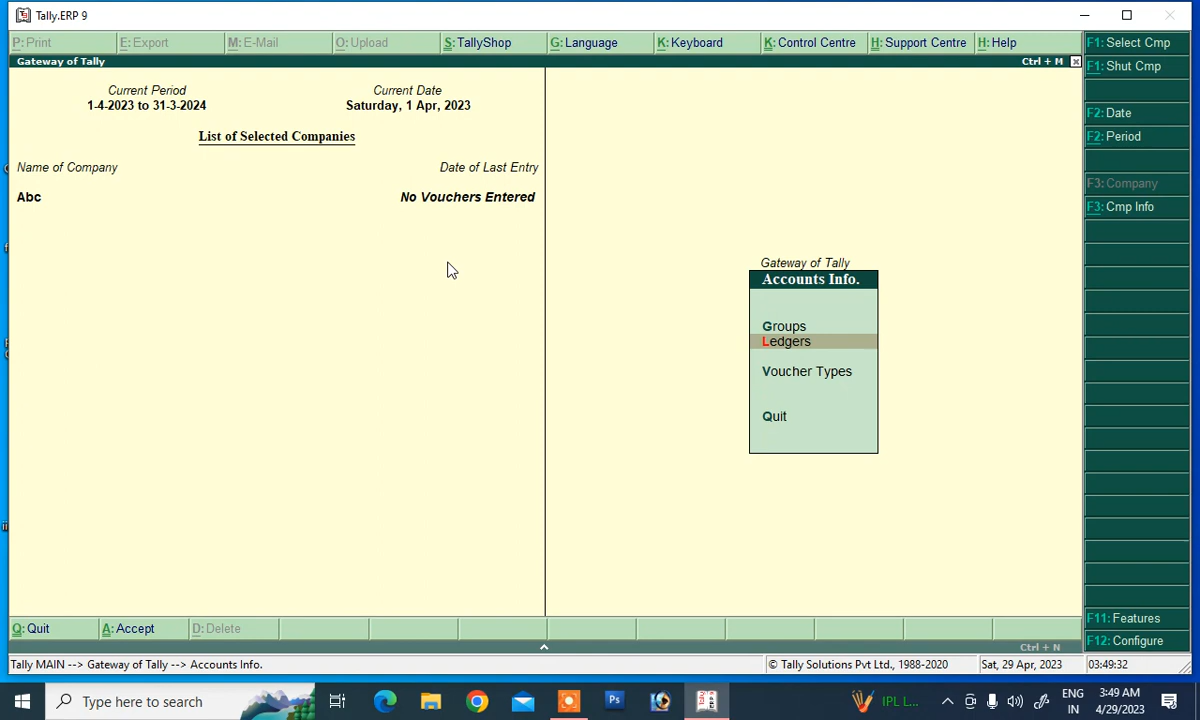 Tally.ERP 9
P: Print
E: Export
M: E-Mail
O: Upload
S: TallyShop
G: Language
K: Keyboard
K: Control Centre
H: Support Centre
H: Help
F1: Select Cmp
Gateway of Tally
Ctrl + M
F1: Shut Cmp
Current Period
1-4-2023 to 31-3-2024
Current Date
Saturday, 1 Apr, 2023
F2: Date
F2: Period
List of Selected Companies
Name of Company
Date of Last Entry
F3: Company
Abc
No Vouchers Entered
F3: Cmp Info
Gateway of Tally
Accounts Info.
Groups
Ledgers
Voucher Types
Quit
F11: Features
F12: Configure
Q: Quit
A: Accept
D: Delete
Ctrl + N
Tally MAIN --> Gateway of Tally --> Accounts Info.
© Tally Solutions Pvt Ltd., 1988-2020
Sat, 29 Apr, 2023
03:49:32
Type here to search
Ps
IPL L...
ENG
IN
3:49 AM
4/29/2023